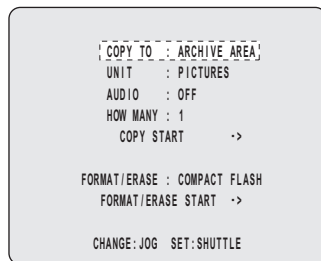 COPY TO : ARCHIVE AREA
UNIT : PICTURES
AUDIO : OFF
HOW MANY : 1
COPY START ->
FORMAT/ERASE : COMPACT FLASH
FORMAT/ERASE START ->
CHANGE:JOG SET:SHUTTLE